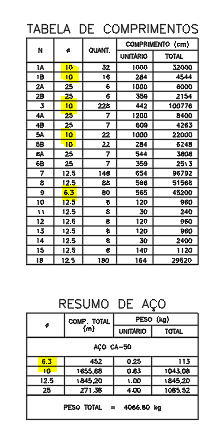 TABELA DE COMPRIMENTOS
N ø QUANT. COMPRIMENTO (cm)
UNITÁRIO TOTAL
1A 10 32 1000 32000
1B 10 16 284 4544
2A 25 6 1000 6000
2B 25 6 359 2154
3 10 228 442 100776
4A 25 7 1200 8400
4B 25 7 609 4263
5A 10 22 1000 22000
5B 10 22 284 6248
6A 25 7 544 3808
6B 25 7 359 2513
7 12.5 148 654 96792
8 12.5 88 586 51568
9 6.3 80 565 45200
10 12.5 8 120 960
11 12.5 8 30 240
12 12.5 8 120 960
13 12.5 8 120 960
14 12.5 30 2400
15 12.5 1120
12.5 180 164 29520
RESUMO DE AÇO
ø COMP. TOTAL (m) PESO (kg)
UNITÁRIO TOTAL
AÇO CA-50
6.3 452 0.25 113
10 1655,68 0.63 1043,08
12.5 1845,20 1.00 1845,20
25 271,38 4.00 1085,52
PESO TOTAL = 4086.80 kg